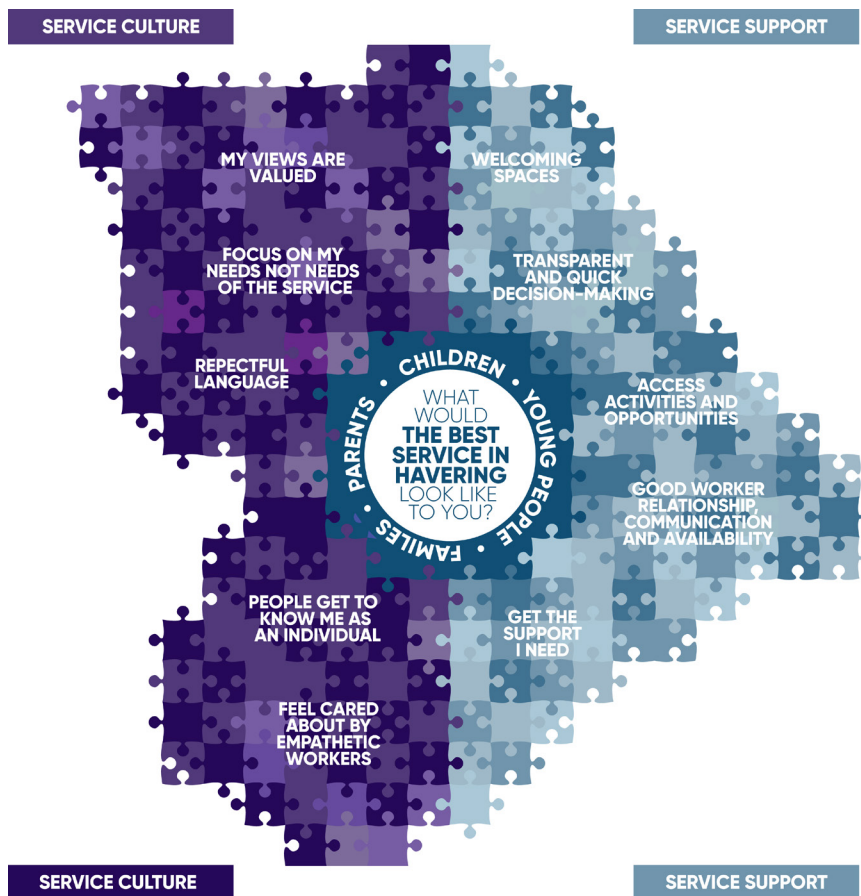 SERVICE CULTURE
SERVICE SUPPORT
MY VIEWS ARE
VALUED
WELCOMING
SPACES
FOCUS ON MY
NEEDS NOT NEEDS
OF THE SERVICE
TRANSPARENT
AND QUICK
DECISION-MAKING
REPECTFUL
LANGUAGE
PARENTS • CHILDREN • YOUNG PEOPLE • FAMILES •
WHAT
WOULD
THE BEST
SERVICE IN
HAVERING
LOOK LIKE
TO YOU?
ACCESS
ACTIVITIES AND
OPPORTUNITIES
GOOD WORKER
RELATIONSHIP,
COMMUNICATION
AND AVAILABILITY
PEOPLE GET TO
KNOW ME AS
AN INDIVIDUAL
GET THE
SUPPORT
I NEED
FEEL CARED
ABOUT BY
EMPATHETIC
WORKERS
SERVICE CULTURE
SERVICE SUPPORT